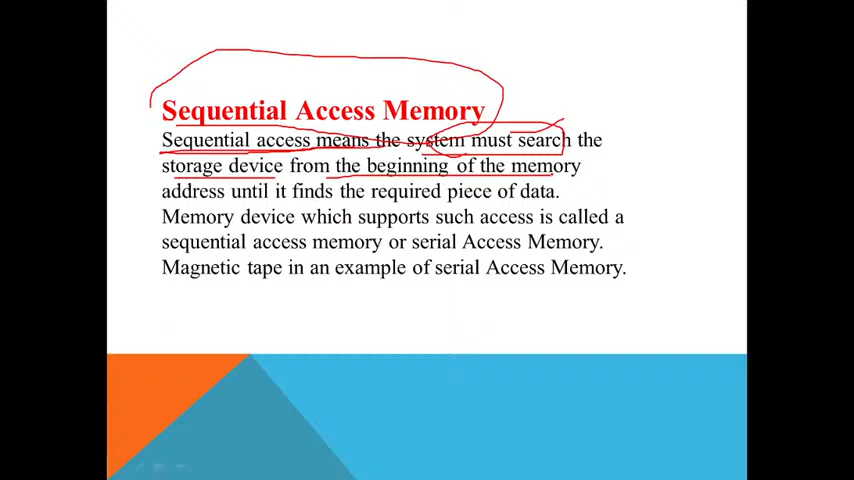 Sequential Access Memory
Sequential access means the system must search the
storage device from the beginning of the memory
address until it finds the required piece of data.
Memory device which supports such access is called a
sequential access memory or serial Access Memory.
Magnetic tape in an example of serial Access Memory.